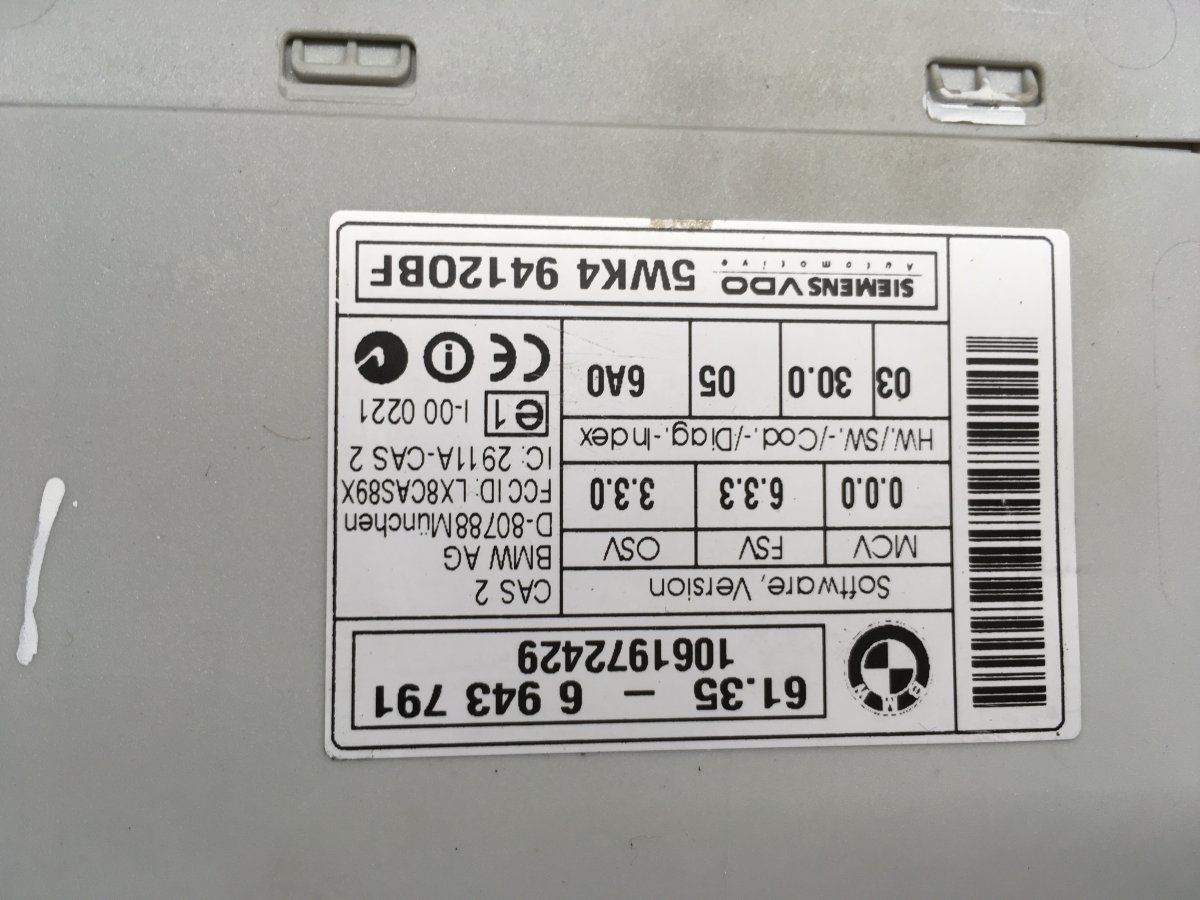 61.35 - 6 943 791
1061972429
BMW
Software, Version
MCV FSV OSV
0.0.0 6.3.3 3.3.0
HW./SW./-Cod.-/Diag.-Index
03 30.0 05 6A0
CAS 2
BMW AG
D-80788 München
FCC ID: LX8CAS89X
IC: 2911A-CAS 2
e1 I-00 0221
CE i
SIEMENS VDO 5WK4 94120BF
Automotive